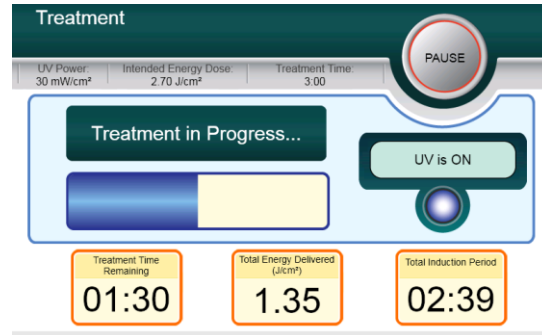 Treatment
PAUSE
UV Power: Intended Energy Dose: Treatment Time:
30 mW/cm² 2.70 J/cm² 3:00
Treatment in Progress...
UV is ON
Treatment Time
Remaining
01:30
Total Energy Delivered
(J/cm²)
1.35
Total Induction Period
02:39